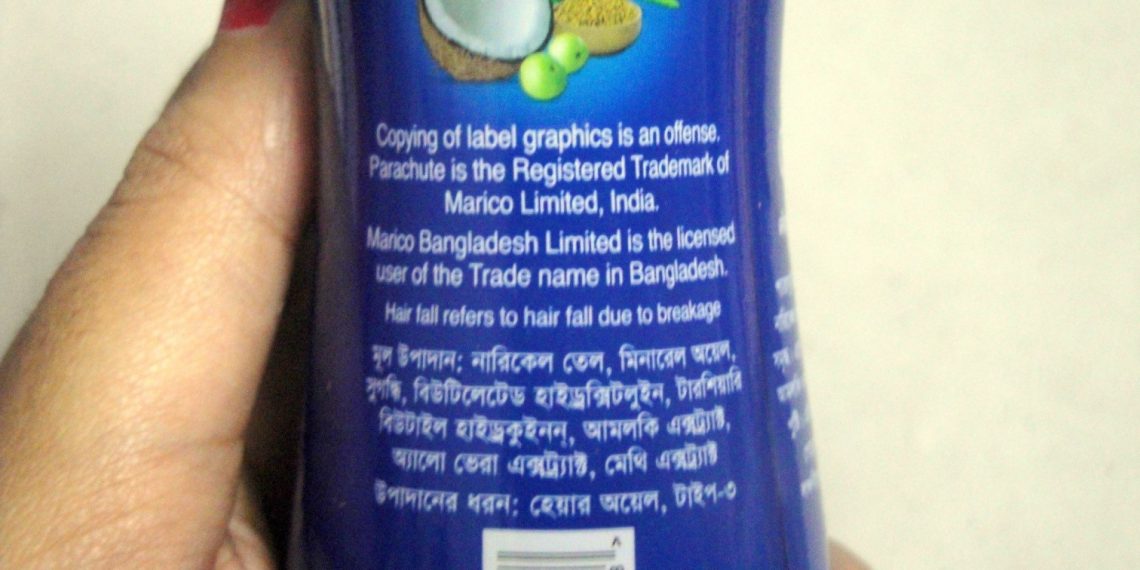 Copying of label graphics is an offense.
Parachute is the Registered Trademark of
Marico Limited, India.
Marico Bangladesh Limited is the licensed
user of the Trade name in Bangladesh.
Hair fall refers to hair fall due to breakage
মূল উপাদান: নারিকেল তেল, মিনারেল অয়েল,
সুগন্ধি, বিউটিলেটেড হাইড্রক্সিটলুইন, টারশিয়ারি
বিউটাইল হাইড্রকুইনন, আমলকি এক্সট্র্যাক্ট,
অ্যালো ভেরা এক্সট্র্যাক্ট, মেথি এক্সট্র্যাক্ট
উপাদানের ধরন: হেয়ার অয়েল, টাইপ-৩